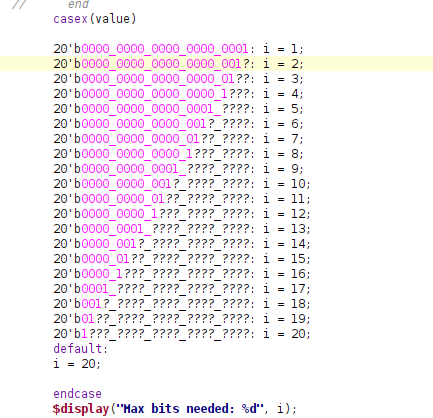 // end
casex(value)
20'b0000_0000_0000_0000_0001: i = 1;
20'b0000_0000_0000_0000_001?: i = 2;
20'b0000_0000_0000_0000_01??: i = 3;
20'b0000_0000_0000_0000_1???: i = 4;
20'b0000_0000_0000_0001_????: i = 5;
20'b0000_0000_0000_001?_????: i = 6;
20'b0000_0000_0000_01??_????: i = 7;
20'b0000_0000_0000_1???_????: i = 8;
20'b0000_0000_0001_????_????: i = 9;
20'b0000_0000_001?_????_????: i = 10;
20'b0000_0000_01??_????_????: i = 11;
20'b0000_0000_1???_????_????: i = 12;
20'b0000_0001_????_????_????: i = 13;
20'b0000_001?_????_????_????: i = 14;
20'b0000_01??_????_????_????: i = 15;
20'b0000_1???_????_????_????: i = 16;
20'b0001_????_????_????_????: i = 17;
20'b001?_????_????_????_????: i = 18;
20'b01??_????_????_????_????: i = 19;
20'b1???_????_????_????_????: i = 20;
default:
i = 20;
endcase
$display("Max bits needed: %d", i);